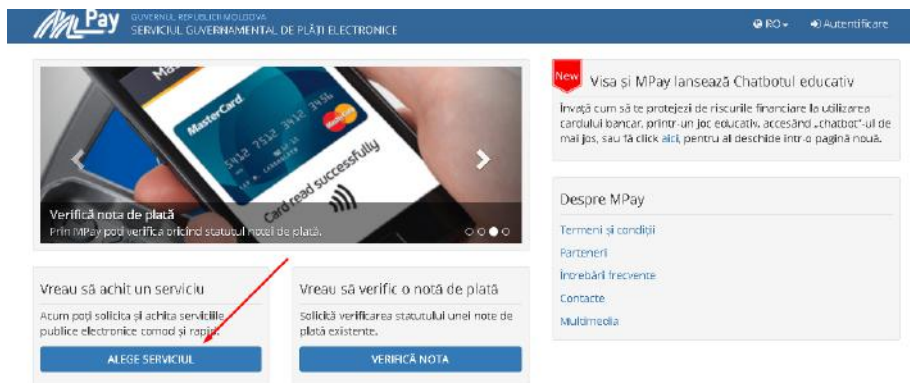 MPay
GUVERNUL REPUBLICII MOLDOVA
SERVICIUL GUVERNAMENTAL DE PLĂȚI ELECTRONICE
RO
Autentificare
MasterCard
5412 7512 3412 3456
MasterCard
Card read successfully
Verifică nota de plată
Prin MPay poți verifica oricînd statutul notei de plată.
New
Visa și MPay lansează Chatbotul educativ
Învață cum să te protejezi de riscurile financiare la utilizarea
cardului bancar, printr-un joc educativ, accesând „chatbot”-ul de
mai jos, sau fă click aici, pentru al deschide într-o pagină nouă.
Despre MPay
Termeni și condiții
Parteneri
Întrebări frecvente
Contacte
Multimedia
Vreau să achit un serviciu
Acum poți solicita și achita serviciile
publice electronice comod și rapid.
ALEGE SERVICIUL
Vreau să verific o notă de plată
Solicită verificarea statutului unei note de
plată existente.
VERIFICĂ NOTA